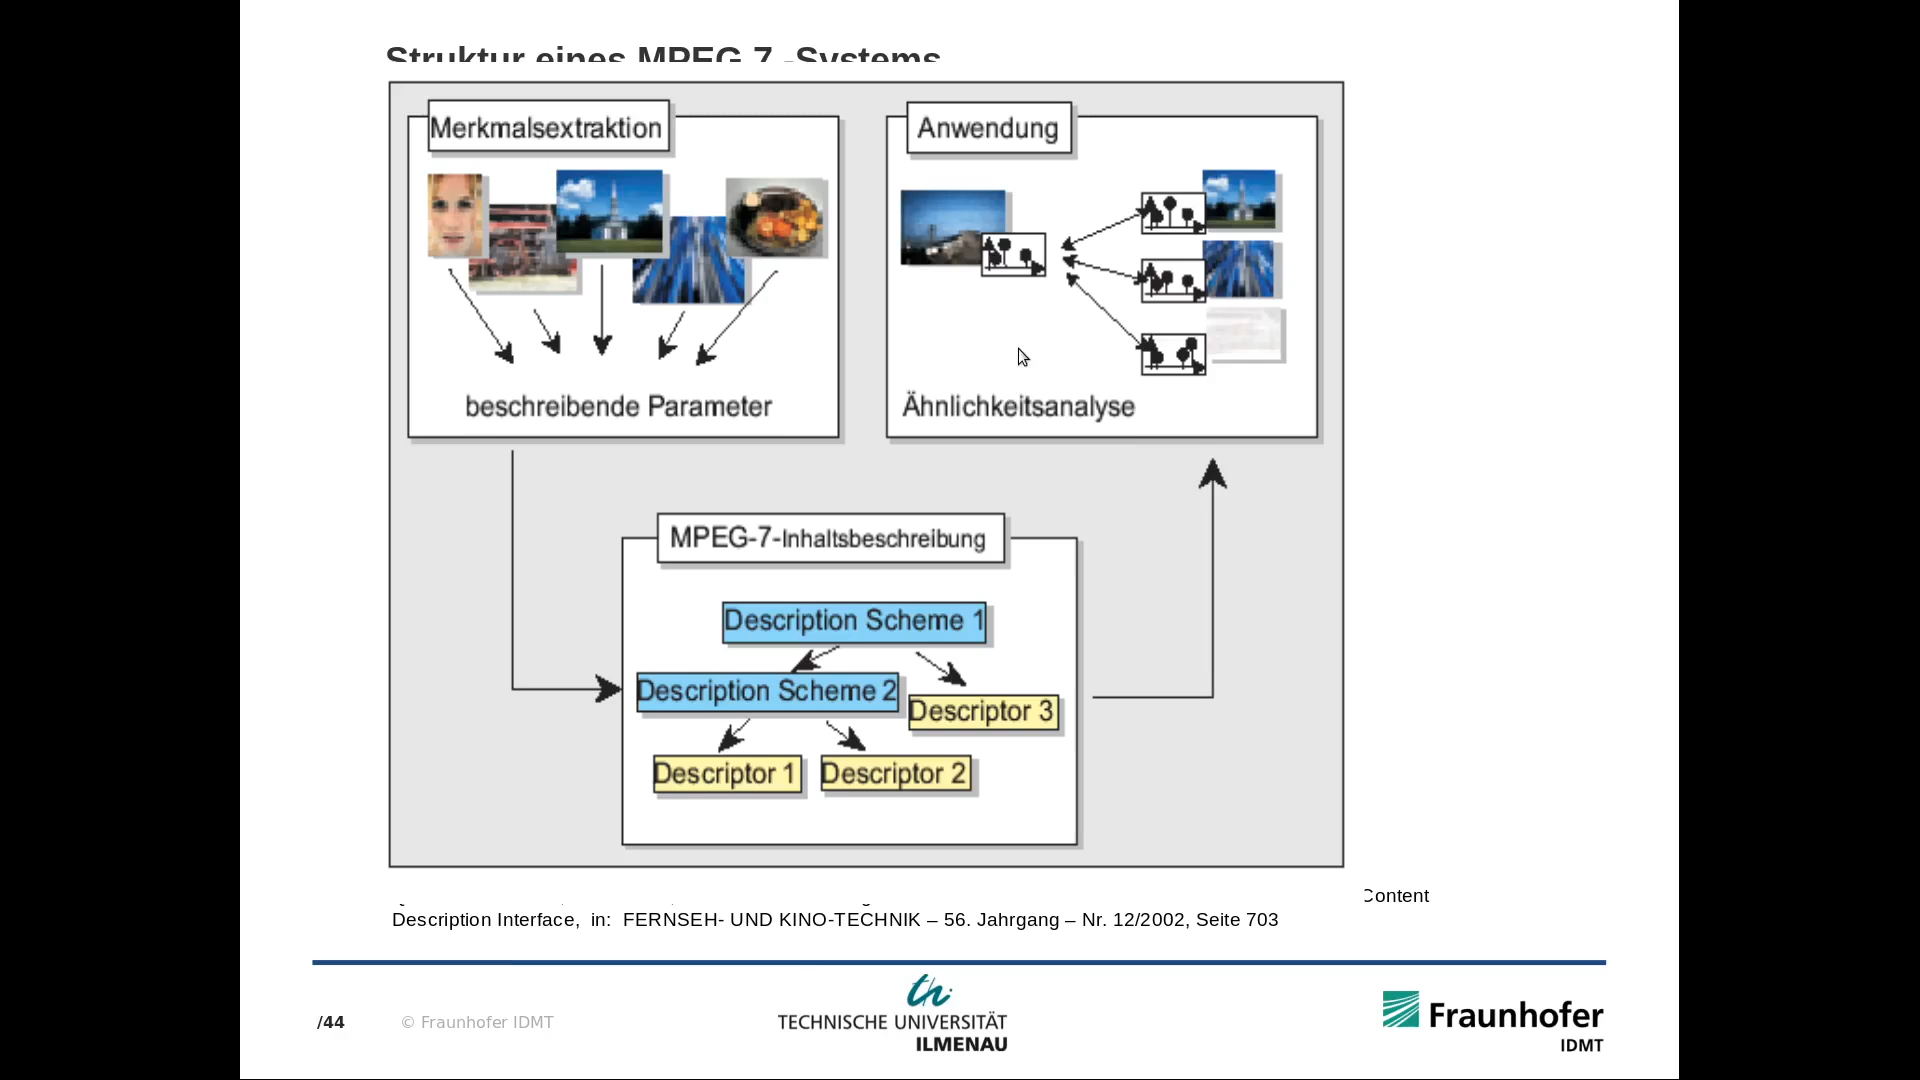 Struktur eines MPEG 7 -Systems
Merkmalsextraktion
beschreibende Parameter
Anwendung
Ähnlichkeitsanalyse
MPEG-7-Inhaltsbeschreibung
Description Scheme 1
Description Scheme 2
Descriptor 3
Descriptor 1
Descriptor 2
Content
Description Interface, in: FERNSEH- UND KINO-TECHNIK – 56. Jahrgang – Nr. 12/2002, Seite 703
/44
© Fraunhofer IDMT
th
TECHNISCHE UNIVERSITÄT
ILMENAU
Fraunhofer
IDMT